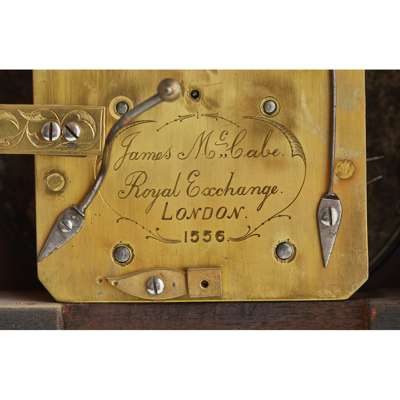 James McCabe.
Royal Exchange.
LONDON.
1556.